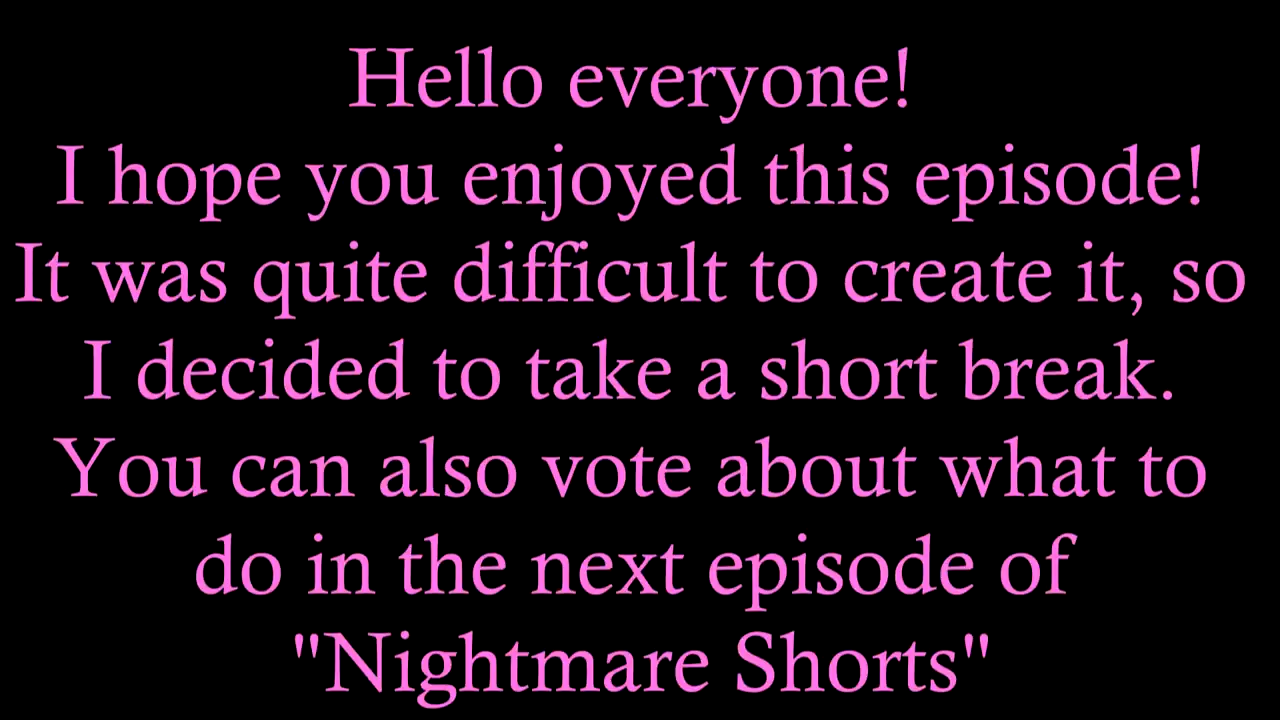 Hello everyone!
I hope you enjoyed this episode!
It was quite difficult to create it, so
I decided to take a short break.
You can also vote about what to
do in the next episode of
"Nightmare Shorts"